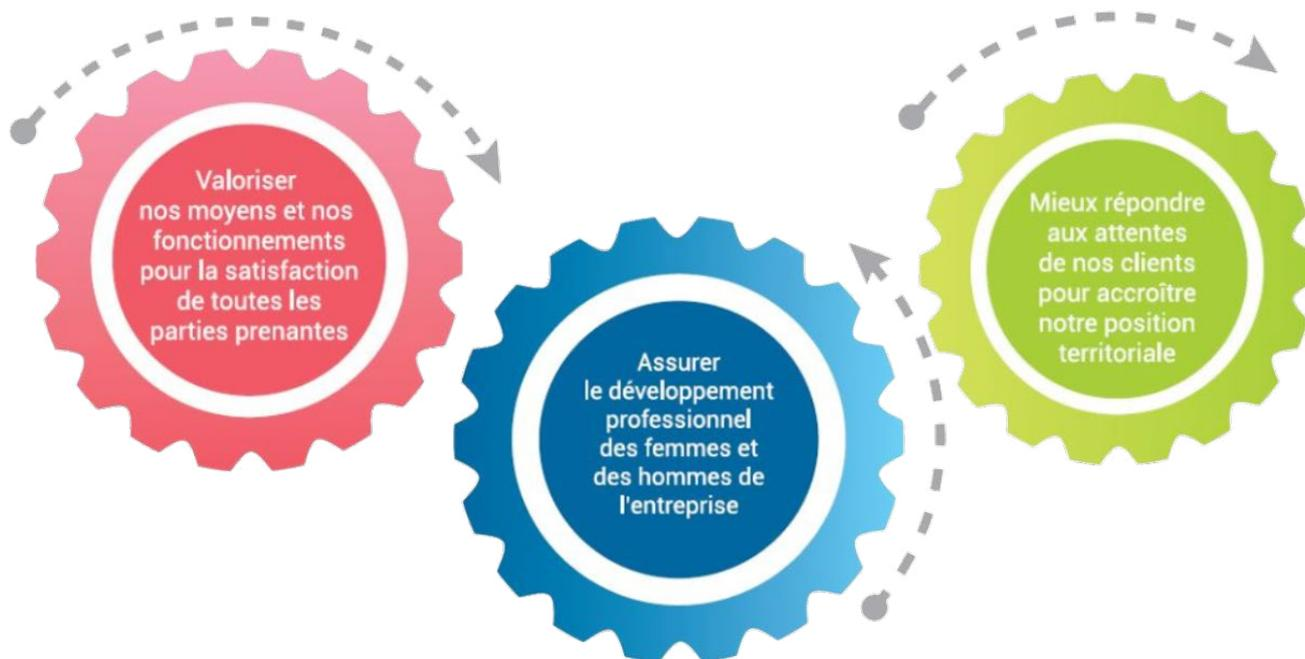 Valoriser
nos moyens et nos
fonctionnements
pour la satisfaction
de toutes les
parties prenantes
Assurer
le développement
professionnel
des femmes et
des hommes de
l'entreprise
Mieux répondre
aux attentes
de nos clients
pour accroître
notre position
territoriale